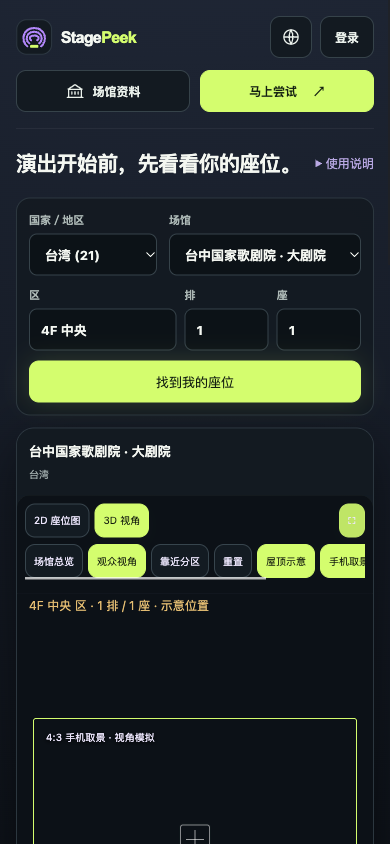 StagePeek
登录
场馆资料
马上尝试 ↗
演出开始前，先看看你的座位。
▶ 使用说明
国家 / 地区
场馆
台湾 (21)
台中国家歌剧院 · 大剧院
区
排
座
4F 中央
1
1
找到我的座位
台中国家歌剧院 · 大剧院
台湾
2D 座位图
3D 视角
场馆总览
观众视角
靠近分区
重置
屋顶示意
手机取景
4F 中央 区 · 1 排 / 1 座 · 示意位置
4:3 手机取景 · 视角模拟